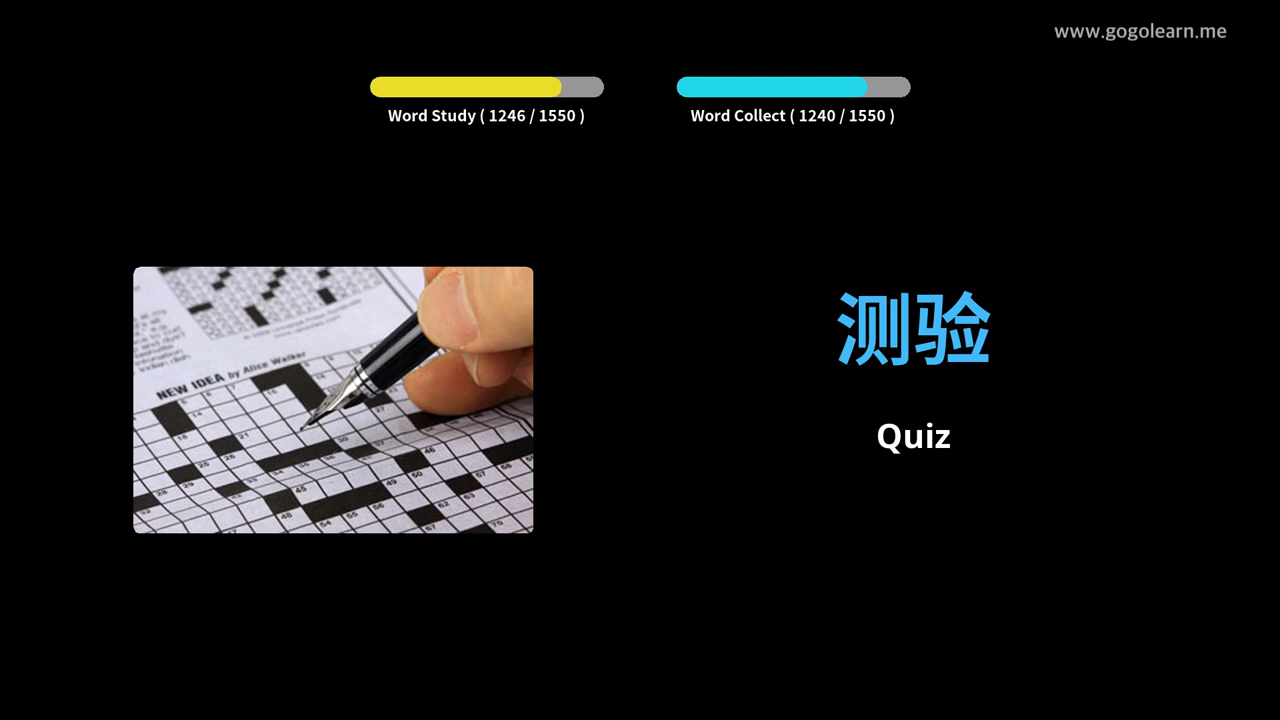 www.gogolearn.me
Word Study ( 1246 / 1550 )
Word Collect ( 1240 / 1550 )
NEW IDEA by Alice Walker
测验
Quiz